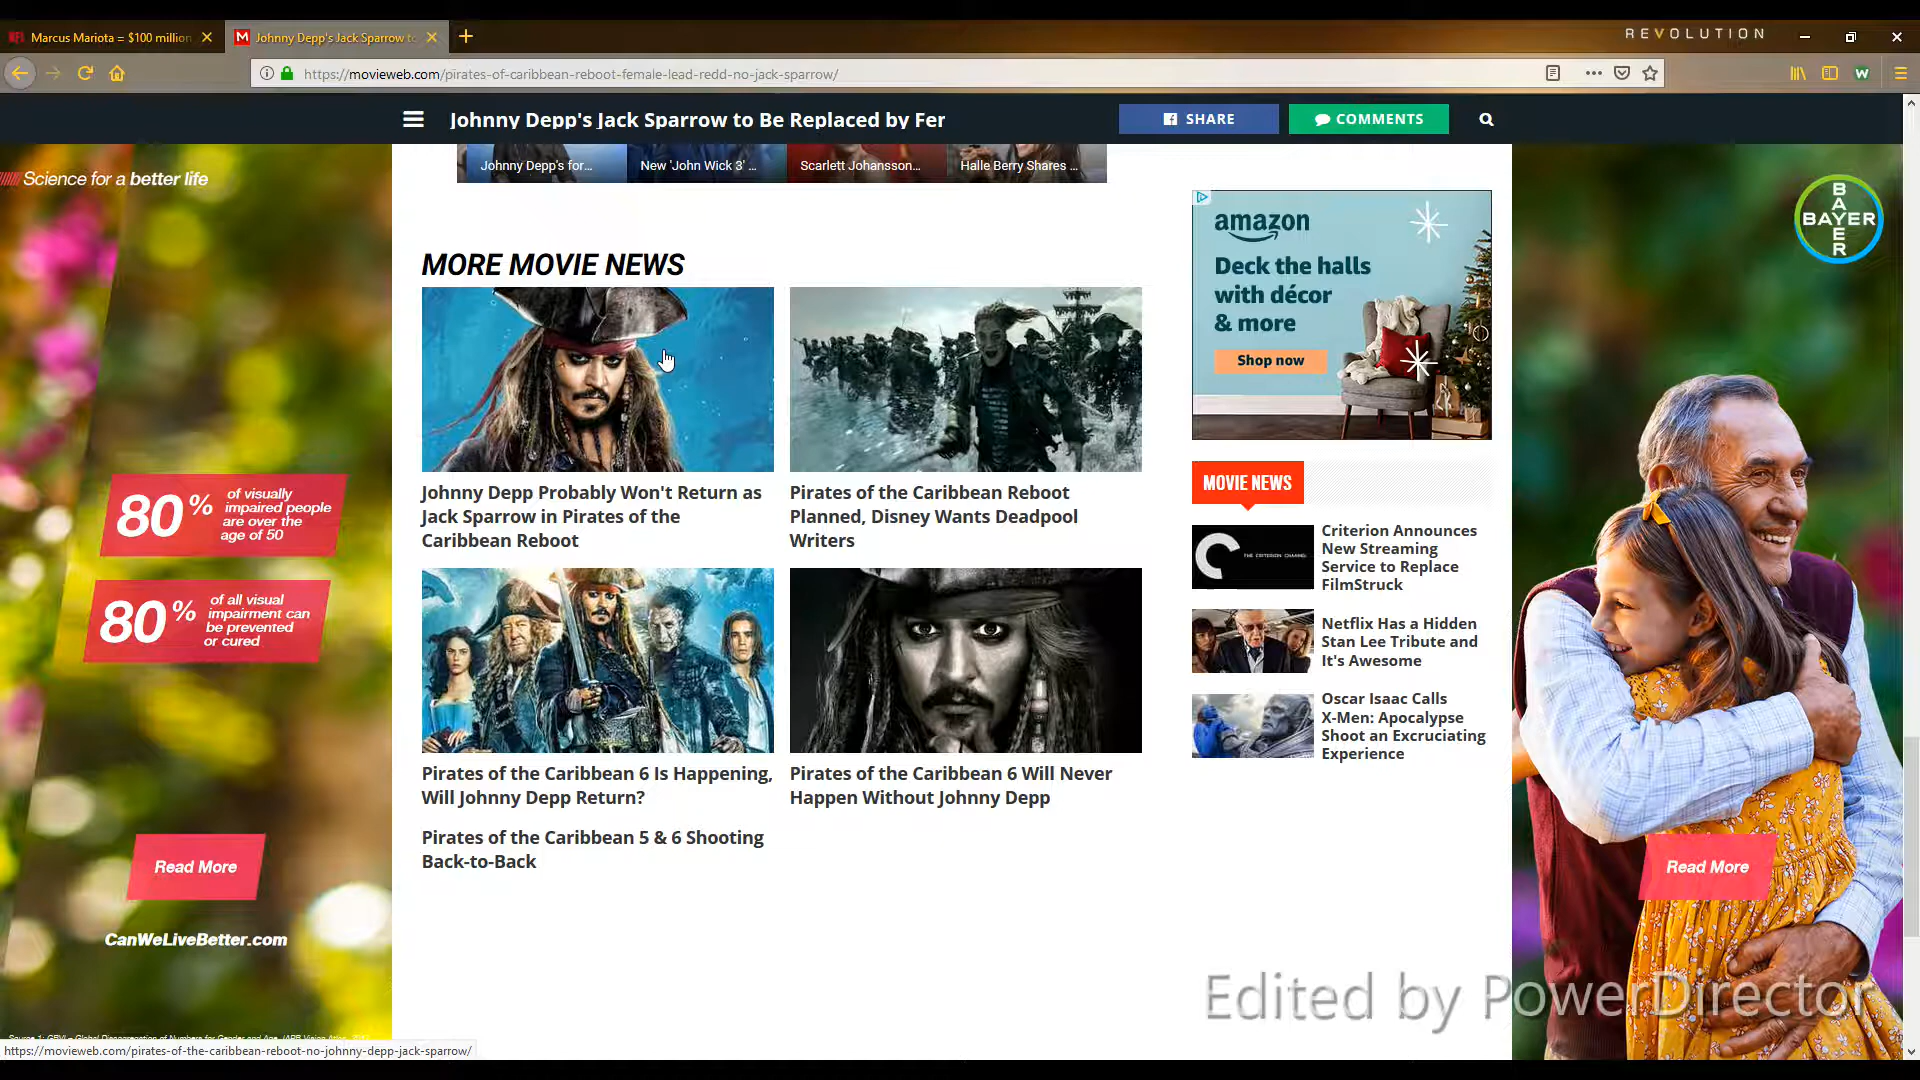 Marcus Mariota = $100 million
Johnny Depp's Jack Sparrow to
REVOLUTION
https://movieweb.com/pirates-of-caribbean-reboot-female-lead-redd-no-jack-sparrow/
Johnny Depp's Jack Sparrow to Be Replaced by Fer
SHARE
COMMENTS
Johnny Depp's for...
New 'John Wick 3' ...
Scarlett Johansson...
Halle Berry Shares ...
Science for a better life
MORE MOVIE NEWS
Johnny Depp Probably Won't Return as
Jack Sparrow in Pirates of the
Caribbean Reboot
Pirates of the Caribbean Reboot
Planned, Disney Wants Deadpool
Writers
Pirates of the Caribbean 6 Is Happening,
Will Johnny Depp Return?
Pirates of the Caribbean 6 Will Never
Happen Without Johnny Depp
Pirates of the Caribbean 5 & 6 Shooting
Back-to-Back
amazon
Deck the halls
with décor
& more
Shop now
MOVIE NEWS
THE CRITERION CHANNEL
Criterion Announces
New Streaming
Service to Replace
FilmStruck
Netflix Has a Hidden
Stan Lee Tribute and
It's Awesome
Oscar Isaac Calls
X-Men: Apocalypse
Shoot an Excruciating
Experience
BAYER
BAYER
80% of visually
impaired people
are over the
age of 50
80% of all visual
impairment can
be prevented
or cured
Read More
CanWeLiveBetter.com
Read More
Edited by PowerDirector
https://movieweb.com/pirates-of-the-caribbean-reboot-no-johnny-depp-jack-sparrow/